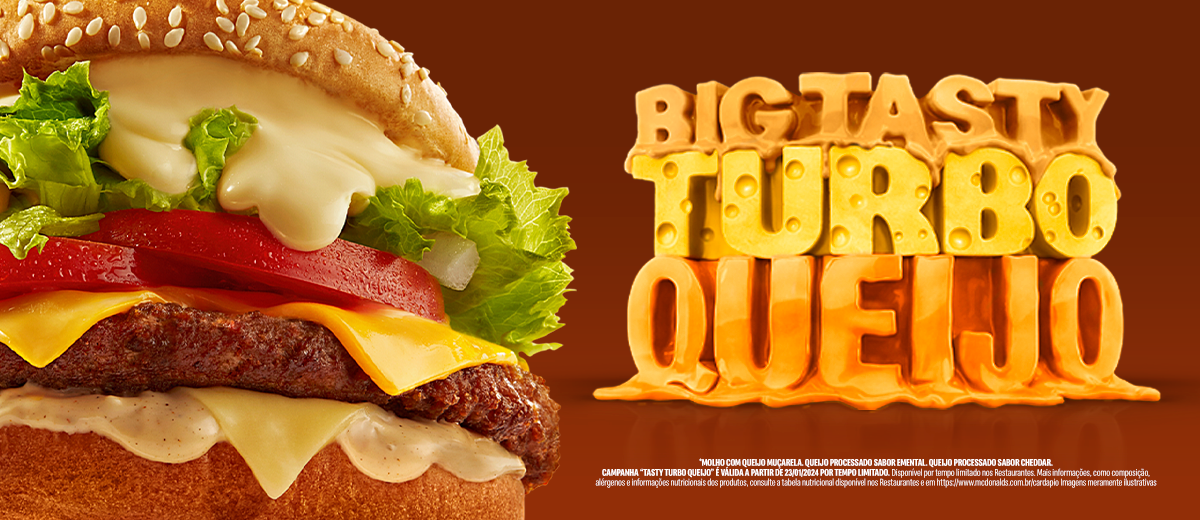 BIG TASTY
TURBO
QUEIJO
*MOLHO COM QUEIJO MUÇARELA. QUEIJO PROCESSADO SABOR EMENTAL. QUEIJO PROCESSADO SABOR CHEDDAR.
CAMPANHA "TASTY TURBO QUEIJO" É VÁLIDA A PARTIR DE 23/01/2024 POR TEMPO LIMITADO. Disponível por tempo limitado nos Restaurantes. Mais informações, como composição,
alérgenos e informações nutricionais dos produtos, consulte a tabela nutricional disponível nos Restaurantes e em https://www.mcdonalds.com.br/cardapio Imagens meramente ilustrativas